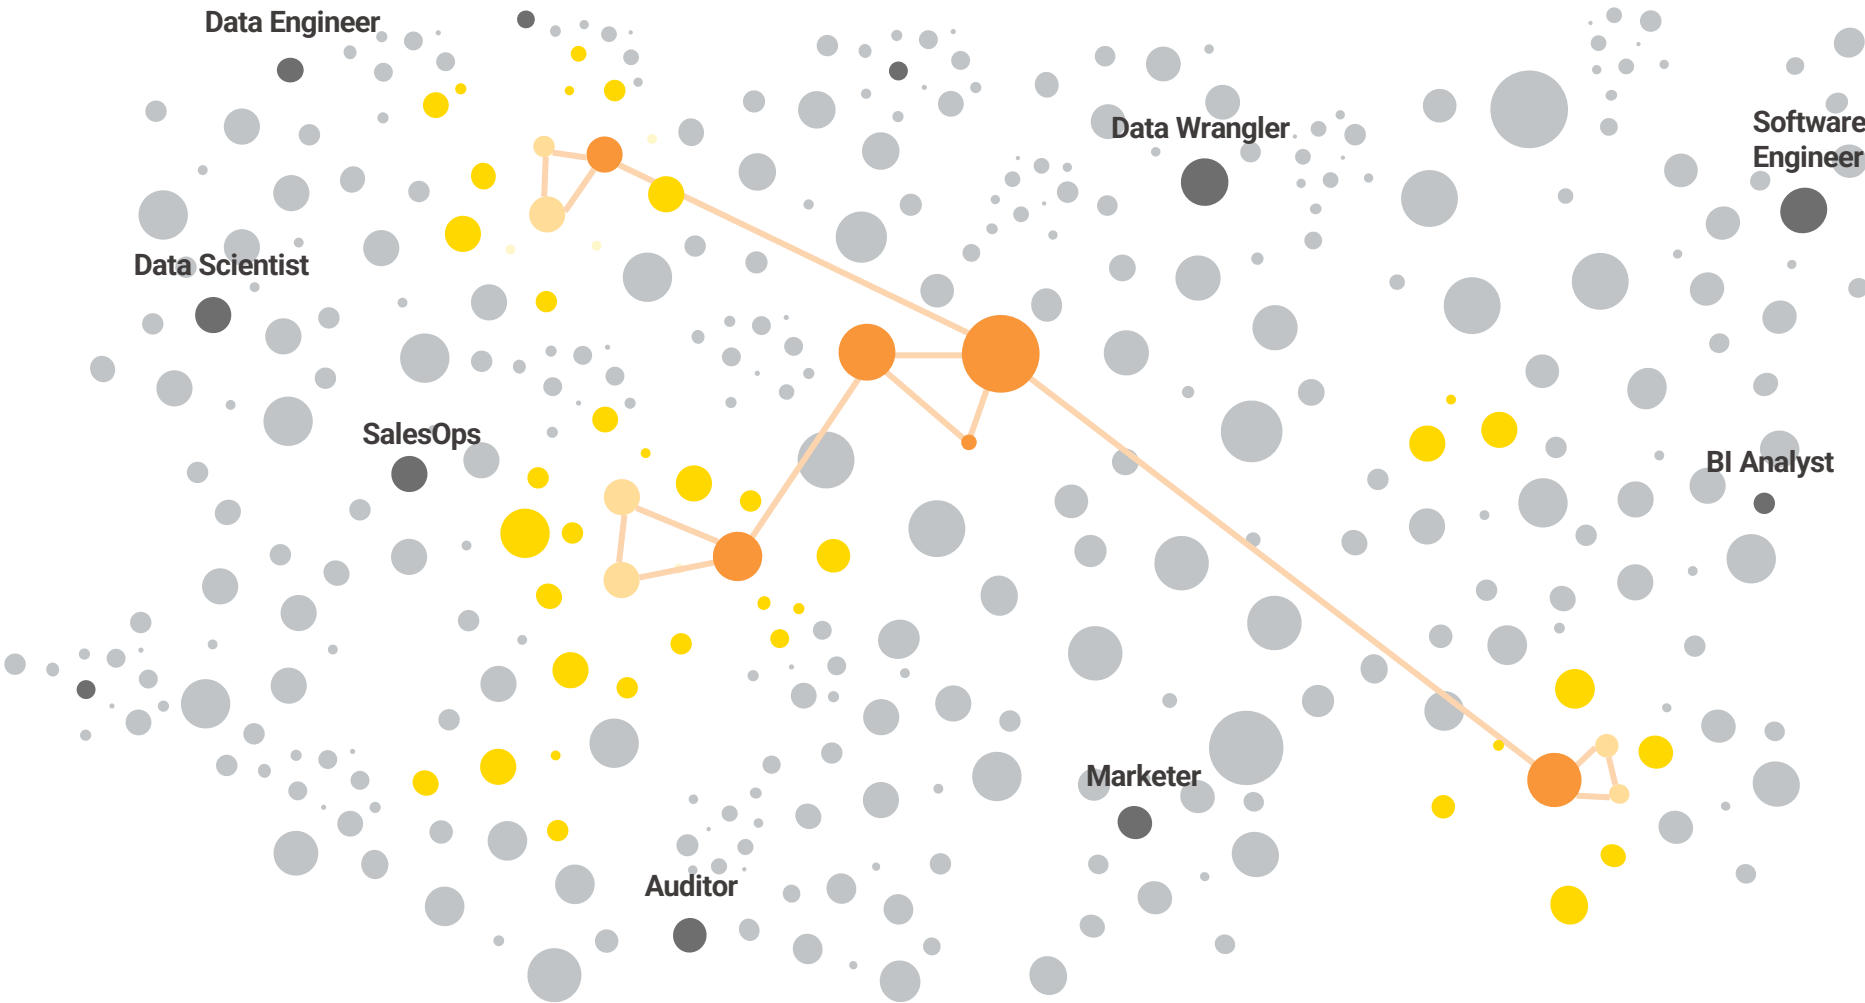 Data Engineer
Data Wrangler
Software
Engineer
Data Scientist
SalesOps
BI Analyst
Marketer
Auditor